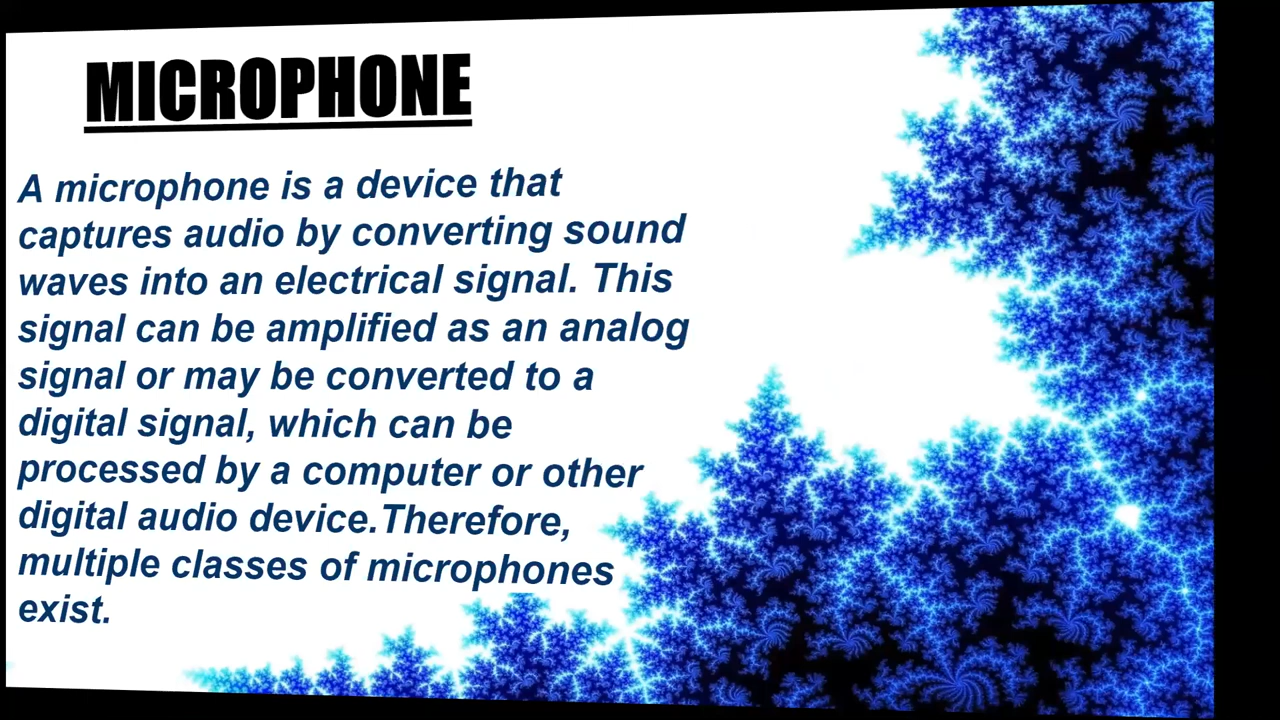 MICROPHONE
A microphone is a device that
captures audio by converting sound
waves into an electrical signal. This
signal can be amplified as an analog
signal or may be converted to a
digital signal, which can be
processed by a computer or other
digital audio device.Therefore,
multiple classes of microphones
exist.